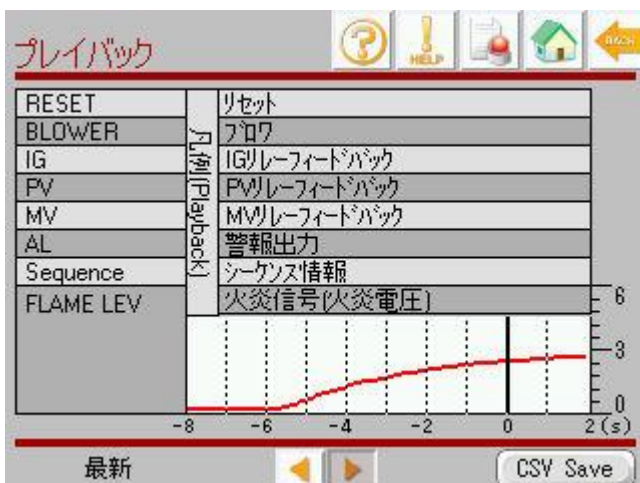 プレイバック
HELP
BACK
RESET リセット
BLOWER ブロワ
IG IGリレーフィードバック
PV PVリレーフィードバック
MV MVリレーフィードバック
AL 警報出力
Sequence シーケンス情報
FLAME LEV 火炎信号(火炎電圧)
凡例(Playback)
6
3
0
-8 -6 -4 -2 0 2 (s)
最新
CSV Save